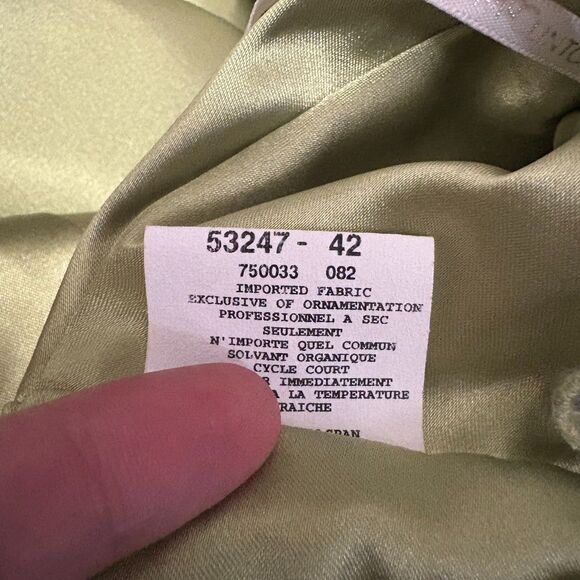 53247 - 42
750033 082
IMPORTED FABRIC
EXCLUSIVE OF ORNAMENTATION
PROFESSIONNEL A SEC
SEULEMENT
N'IMPORTE QUEL COMMUN
SOLVANT ORGANIQUE
CYCLE COURT
IMMEDIATEMENT
A LA TEMPERATURE